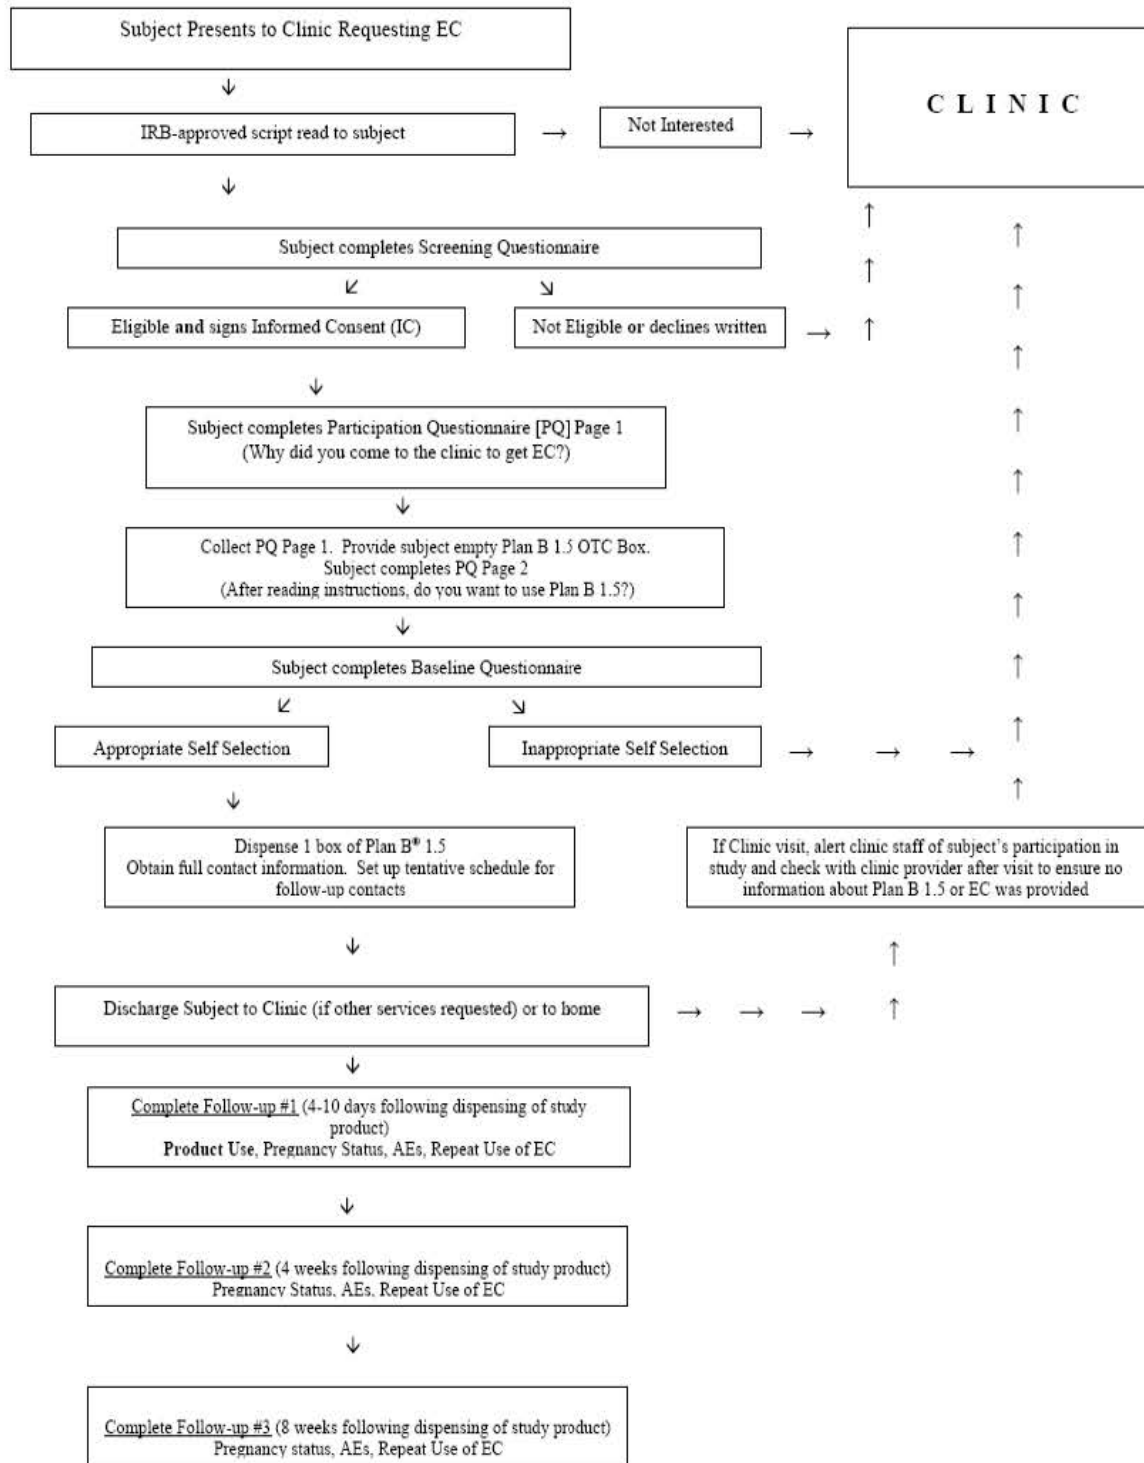 Subject Presents to Clinic Requesting EC
C L I N I C
IRB-approved script read to subject
Not Interested
Subject completes Screening Questionnaire
Eligible and signs Informed Consent (IC)
Not Eligible or declines written
Subject completes Participation Questionnaire [PQ] Page 1
(Why did you come to the clinic to get EC?)
Collect PQ Page 1. Provide subject empty Plan B 1.5 OTC Box.
Subject completes PQ Page 2
(After reading instructions, do you want to use Plan B 1.5?)
Subject completes Baseline Questionnaire
Appropriate Self Selection
Inappropriate Self Selection
Dispense 1 box of Plan B® 1.5
Obtain full contact information. Set up tentative schedule for
follow-up contacts
If Clinic visit, alert clinic staff of subject's participation in
study and check with clinic provider after visit to ensure no
information about Plan B 1.5 or EC was provided
Discharge Subject to Clinic (if other services requested) or to home
Complete Follow-up #1 (4-10 days following dispensing of study
product)
Product Use, Pregnancy Status, AEs, Repeat Use of EC
Complete Follow-up #2 (4 weeks following dispensing of study product)
Pregnancy Status, AEs, Repeat Use of EC
Complete Follow-up #3 (8 weeks following dispensing of study product)
Pregnancy status, AEs, Repeat Use of EC